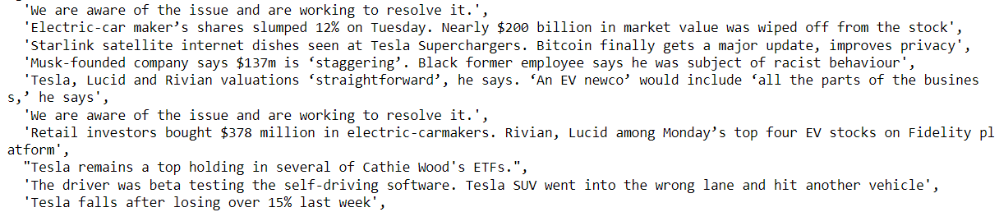 'We are aware of the issue and are working to resolve it.',
'Electric-car maker’s shares slumped 12% on Tuesday. Nearly $200 billion in market value was wiped off from the stock',
'Starlink satellite internet dishes seen at Tesla Superchargers. Bitcoin finally gets a major update, improves privacy',
'Musk-founded company says $137m is ‘staggering’. Black former employee says he was subject of racist behaviour',
'Tesla, Lucid and Rivian valuations ‘straightforward’, he says. ‘An EV newco’ would include ‘all the parts of the busines
s,’ he says',
'We are aware of the issue and are working to resolve it.',
'Retail investors bought $378 million in electric-carmakers. Rivian, Lucid among Monday’s top four EV stocks on Fidelity pl
atform',
"Tesla remains a top holding in several of Cathie Wood's ETFs.",
'The driver was beta testing the self-driving software. Tesla SUV went into the wrong lane and hit another vehicle',
'Tesla falls after losing over 15% last week',